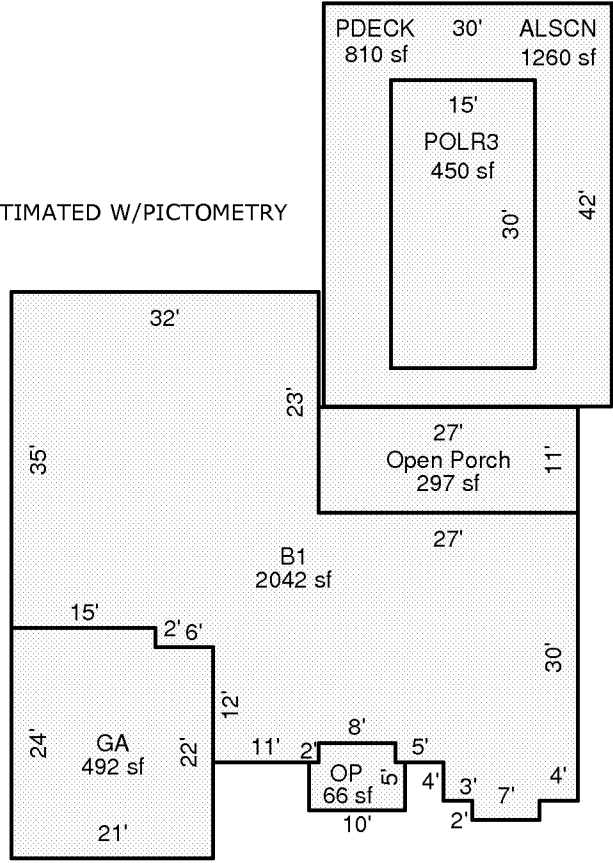 PDECK 30' ALSCN
810 sf 1260 sf
15'
POLR3
450 sf
30'
42'
TIMATED W/PICTOMETRY
32'
23'
35'
27'
Open Porch
297 sf
11'
27'
B1
2042 sf
15'
2' 6'
30'
12'
24'
GA
492 sf
22'
21'
11'
2'
8'
5'
OP
66 sf
5'
10'
4'
3'
2'
7'
4'